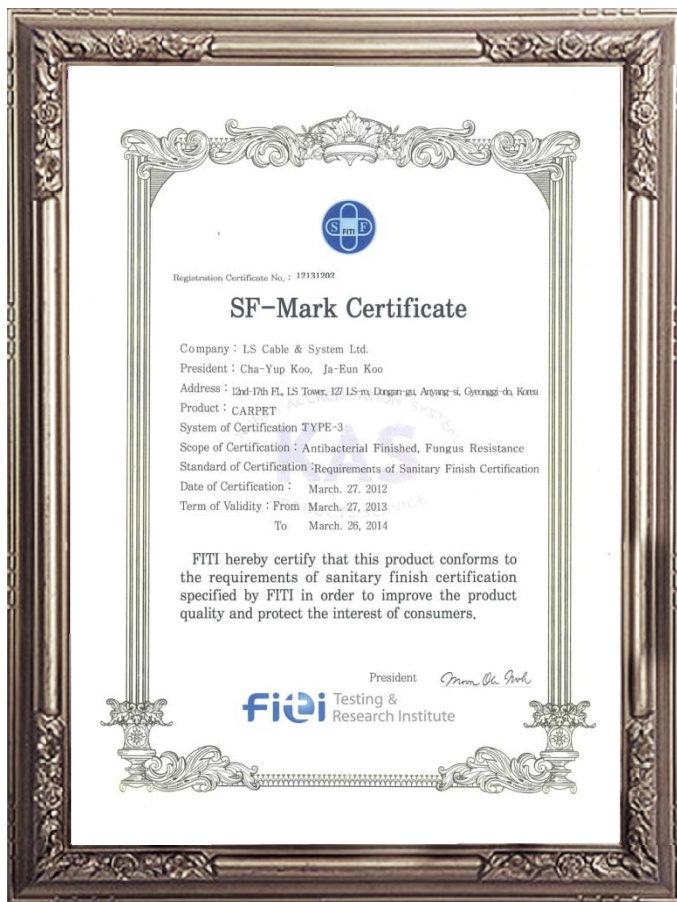 S FITI F
Registration Certificate No. : 12131202
SF-Mark Certificate
Company : LS Cable & System Ltd.
President : Cha-Yup Koo, Ja-Eun Koo
Address : 12nd-17th Fl., LS Tower, 127 LS-ro, Dongan-gu, Anyang-si, Gyeonggi-do, Korea
Product : CARPET
System of Certification :TYPE-3
Scope of Certification : Antibacterial Finished, Fungus Resistance
KAS
Standard of Certification :Requirements of Sanitary Finish Certification
Date of Certification : March. 27. 2012
Term of Validity : From March. 27, 2013
To March. 26, 2014
FITI hereby certify that this product conforms to
the requirements of sanitary finish certification
specified by FITI in order to improve the product
quality and protect the interest of consumers.
President
FITI Testing &
Research Institute